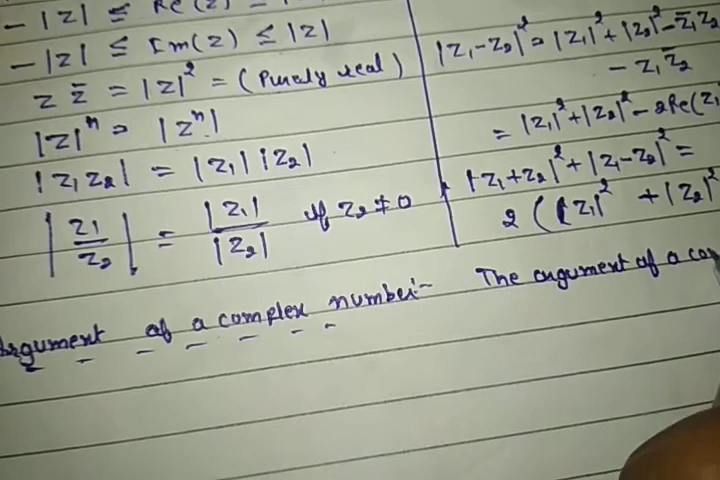 - |z| ≤ Re(z) -
- |z| ≤ Im(z) ≤ |z|
z z̄ = |z|² = (Purely real)
|z|ⁿ = |zⁿ|
|z₁z₂| = |z₁| |z₂|
|z₁/z₂| = |z₁|/|z₂| if z₂ ≠ 0
|z₁-z₂|² = |z₁|²+|z₂|²-z̄₁z₂
- z₁z̄₂
= |z₁|²+|z₂|²-2Re(z₁
|z₁+z₂|²+|z₁-z₂|² =
2(|z₁|² + |z₂|²
Argument of a complex number:- The argument of a com